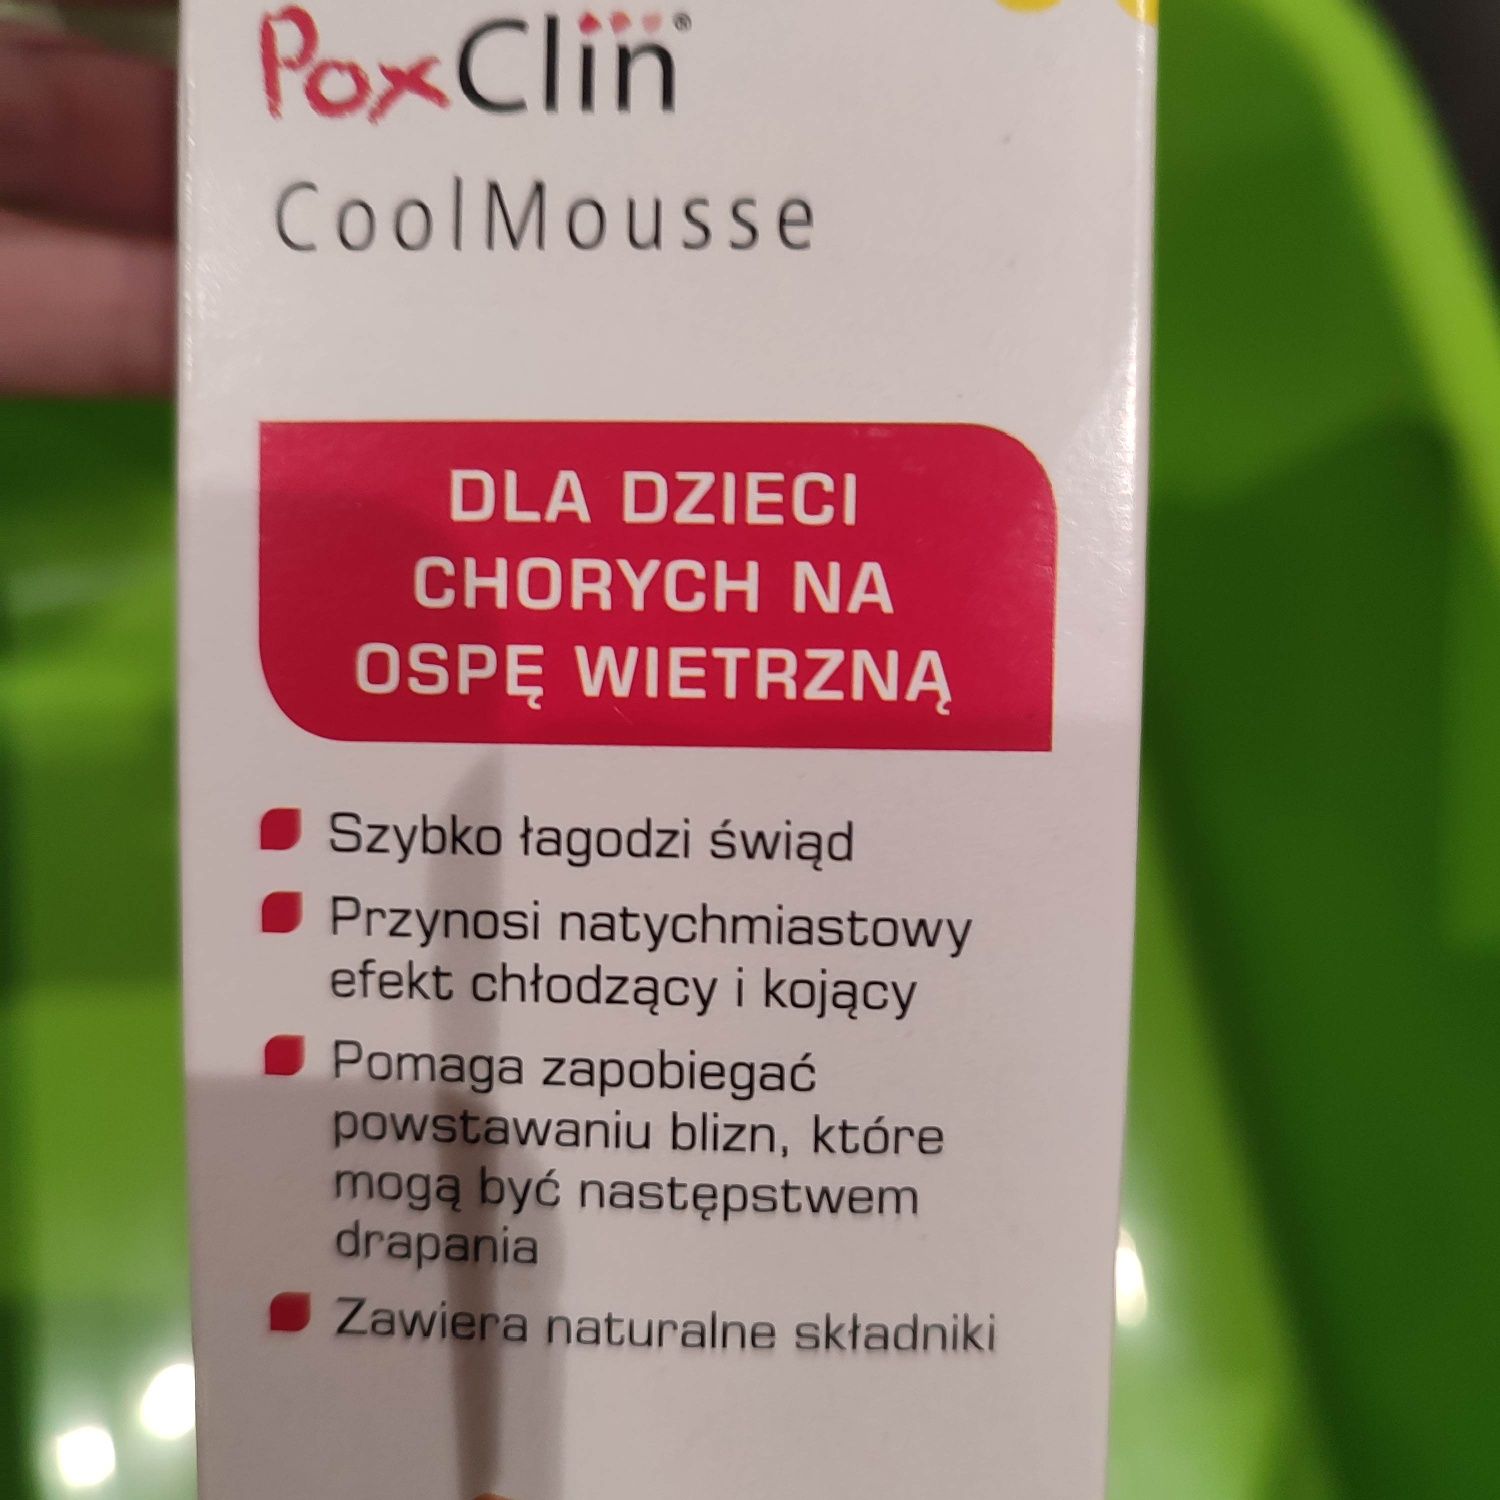 PoxClin®
CoolMousse
DLA DZIECI
CHORYCH NA
OSPĘ WIETRZNĄ
Szybko łagodzi świąd
Przynosi natychmiastowy
efekt chłodzący i kojący
Pomaga zapobiegać
powstawaniu blizn, które
mogą być następstwem
drapania
Zawiera naturalne składniki